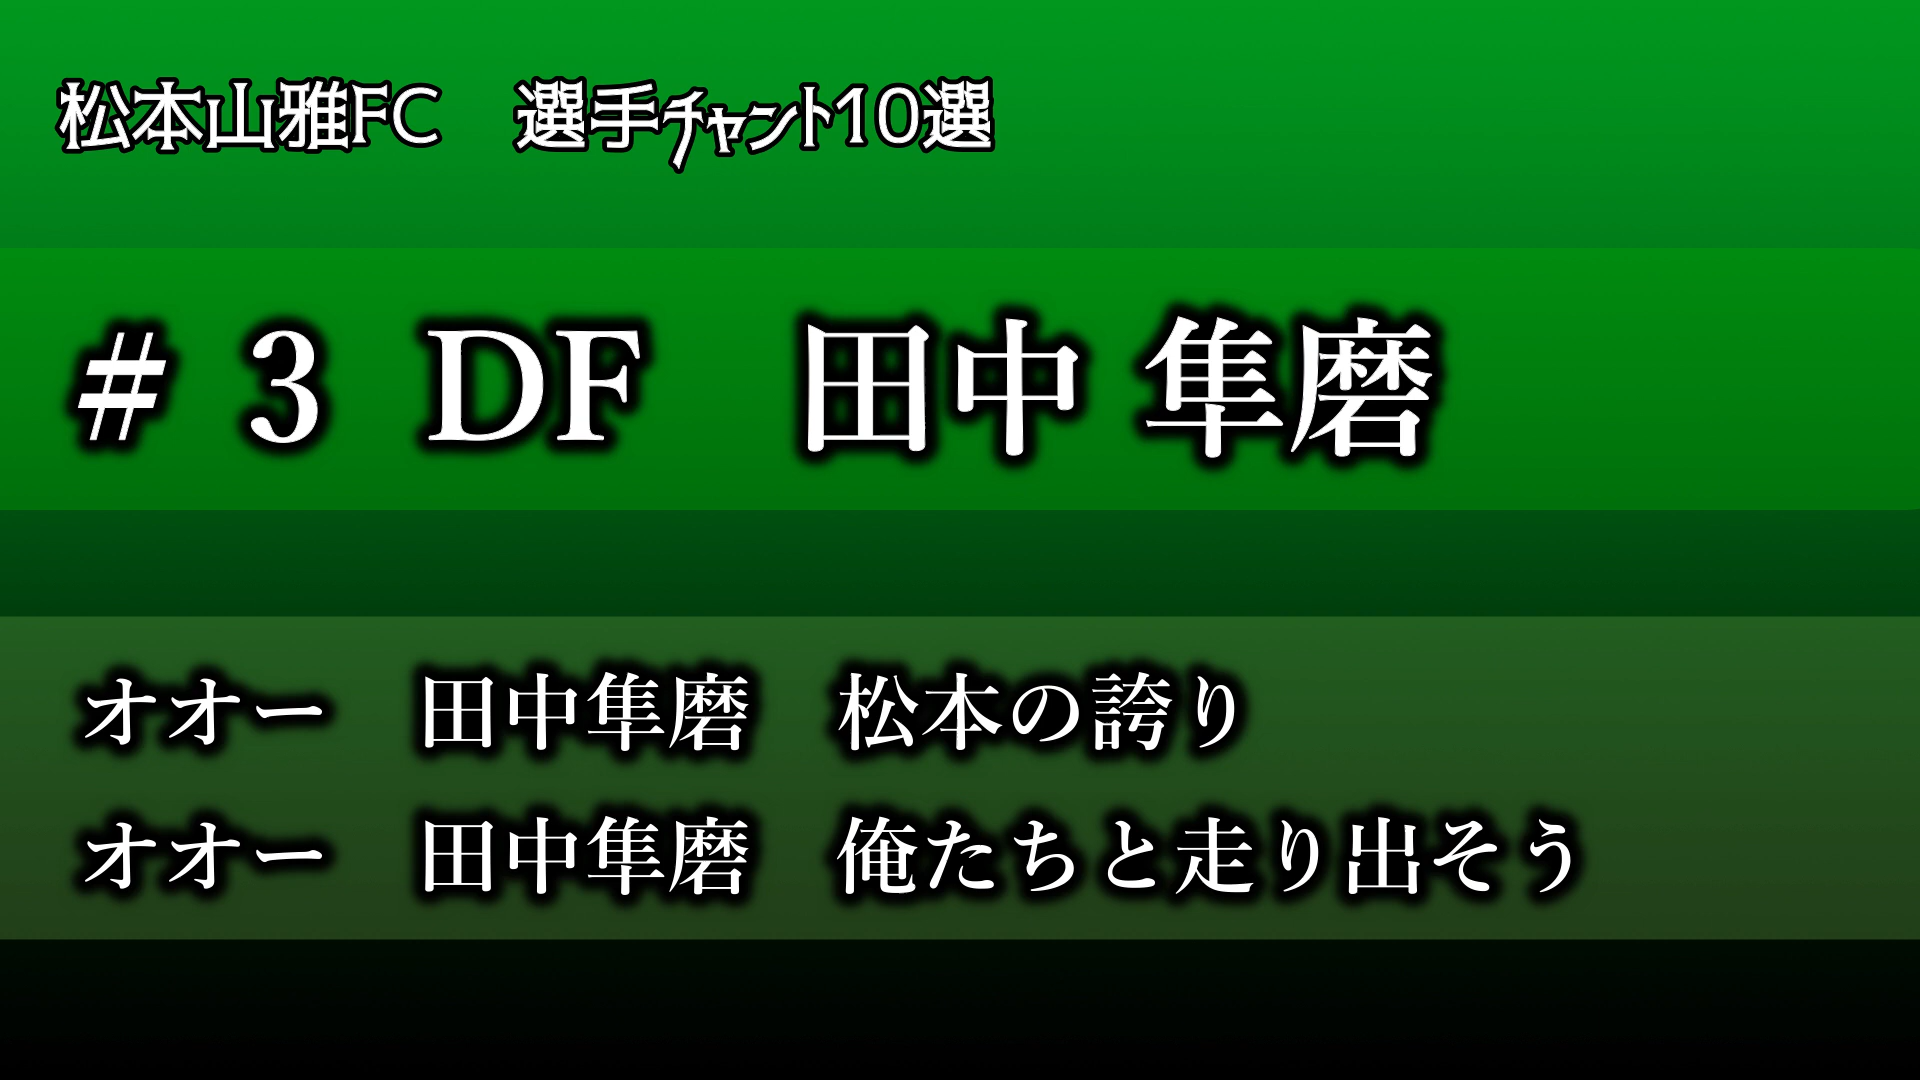 松本山雅FC　選手チャント10選
# 3 DF　田中 隼磨
オオー　田中隼磨　松本の誇り
オオー　田中隼磨　俺たちと走り出そう